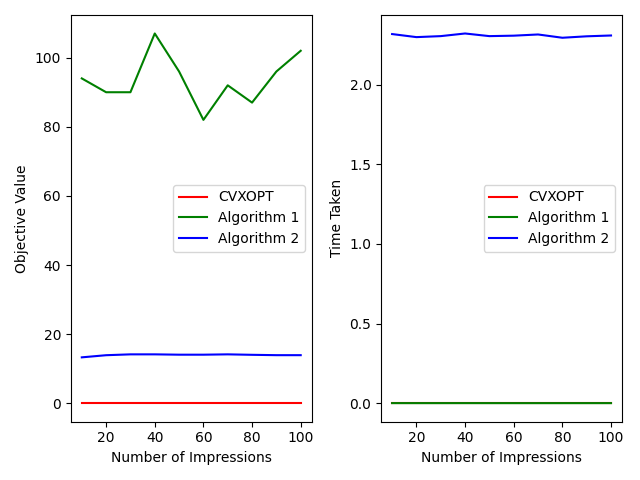 100
80
60
40
20
0
Objective Value
CVXOPT
Algorithm 1
Algorithm 2
20 40 60 80 100
Number of Impressions
2.0
1.5
1.0
0.5
0.0
Time Taken
CVXOPT
Algorithm 1
Algorithm 2
20 40 60 80 100
Number of Impressions